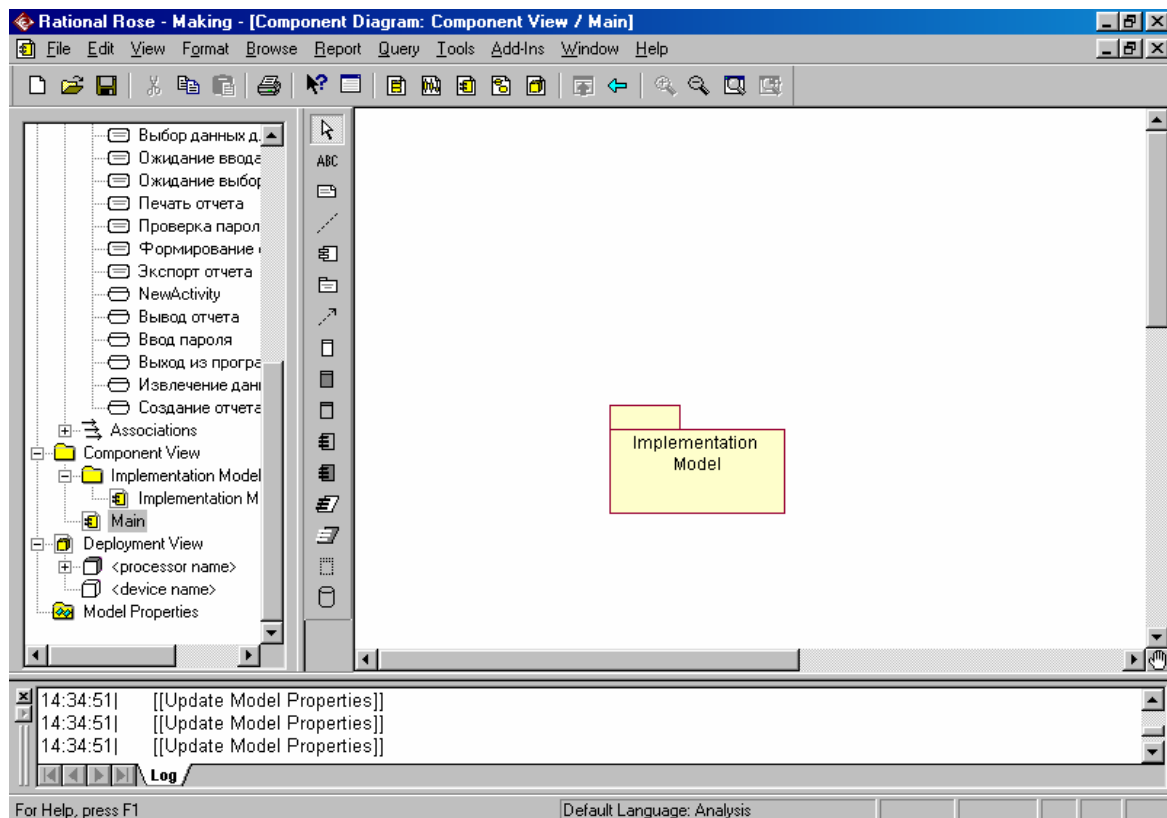 Rational Rose - Making - [Component Diagram: Component View / Main]
File Edit View Format Browse Report Query Tools Add-Ins Window Help
Выбор данных д
Ожидание ввода
Ожидание выбор
Печать отчета
Проверка парол
Формирование
Экспорт отчета
NewActivity
Вывод отчета
Ввод пароля
Выход из програ
Извлечение данн
Создание отчета
Associations
Component View
Implementation Model
Implementation M
Main
Deployment View
<processor name>
<device name>
Model Properties
ABC
Implementation
Model
14:34:51| [[Update Model Properties]]
14:34:51| [[Update Model Properties]]
14:34:51| [[Update Model Properties]]
Log
For Help, press F1
Default Language: Analysis